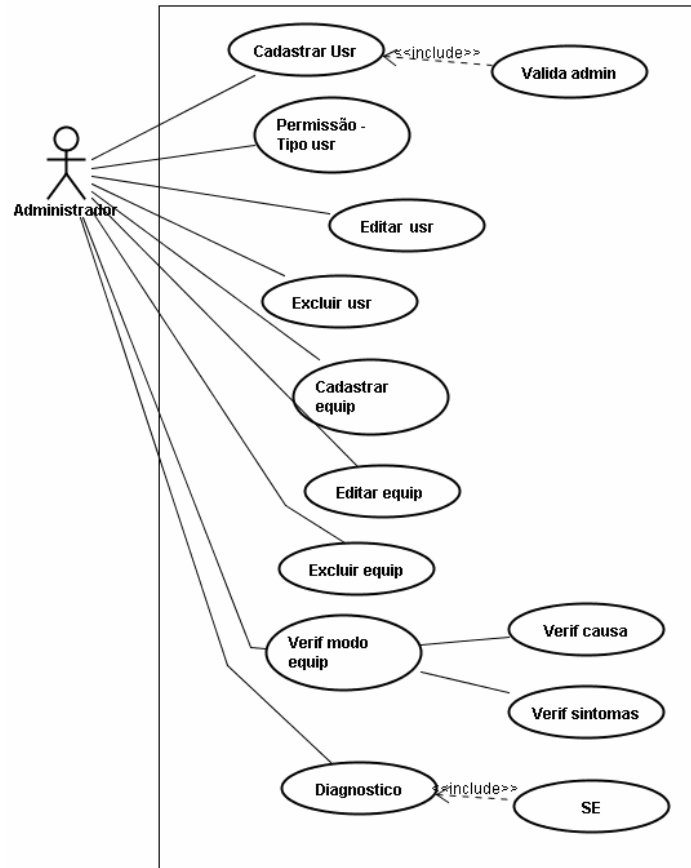 Cadastrar Usr
<<include>>
Valida admin
Permissão -
Tipo usr
Administrador
Editar usr
Excluir usr
Cadastrar
equip
Editar equip
Excluir equip
Verif modo
equip
Verif causa
Verif sintomas
Diagnostico
<<include>>
SE